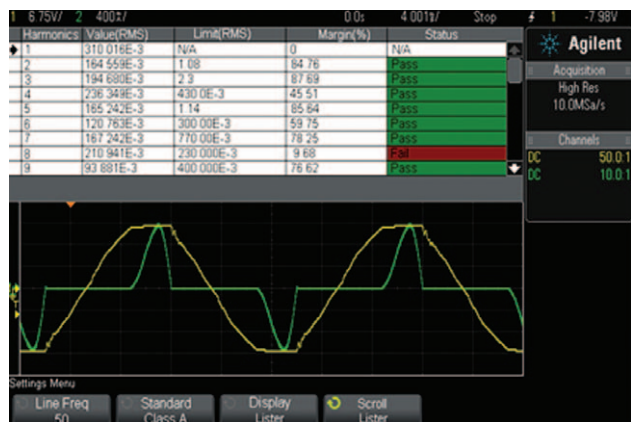 1 6.75V/ 2 400%/ 0.0s 4.001%/ Stop 1 -7.98V
Harmonics Value(RMS) Limit(RMS) Margin(%) Status
1 310 016E-3 N/A 0 N/A
2 164 559E-3 1 08 84 76 Pass
3 194 680E-3 2 3 87 69 Pass
4 236 349E-3 430 0E-3 45 51 Pass
5 165 242E-3 1 14 85 64 Pass
6 120 763E-3 300 00E-3 59 75 Pass
7 167 242E-3 770 00E-3 78 25 Pass
8 210 941E-3 230 000E-3 9 68 Fail
9 93 881E-3 400 000E-3 76 62 Pass
Agilent
Acquisition
High Res
10.0MSa/s
Channels
DC 50.0:1
DC 10.0:1
Settings Menu
Line Freq
50
Standard
Class A
Display
Lister
Scroll
Lister